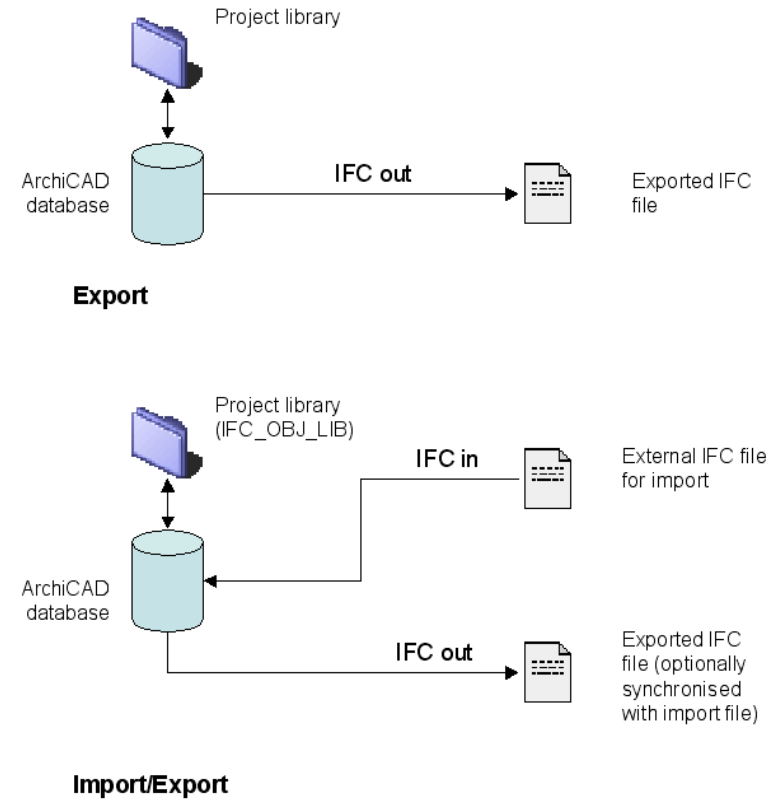 Project library
IFC out
ArchiCAD
database
Exported IFC
file
Export
Project library
(IFC_OBJ_LIB)
IFC in
External IFC file
for import
ArchiCAD
database
IFC out
Exported IFC
file (optionally
synchronised
with import file)
Import/Export